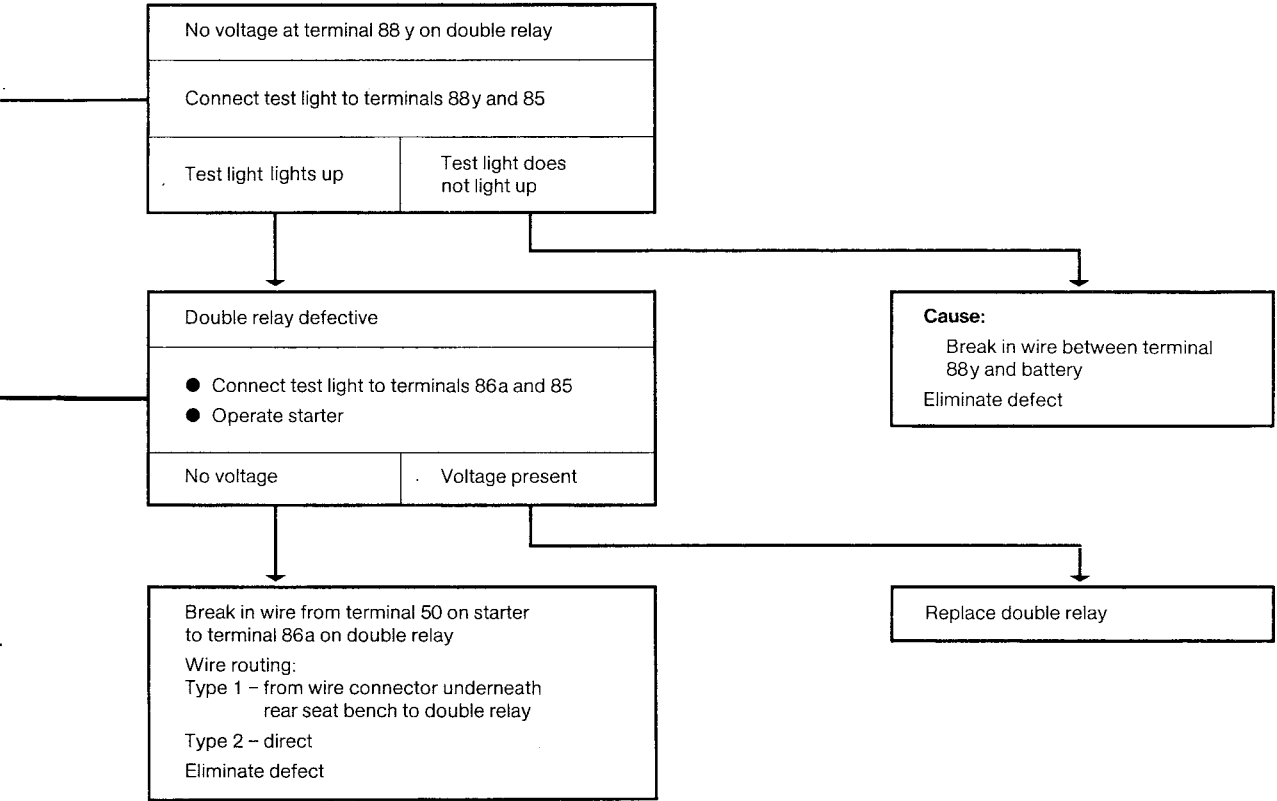 No voltage at terminal 88 y on double relay
Connect test light to terminals 88y and 85
Test light lights up
Test light does
not light up
Double relay defective
● Connect test light to terminals 86a and 85
● Operate starter
No voltage
Voltage present
Cause:
Break in wire between terminal
88y and battery
Eliminate defect
Break in wire from terminal 50 on starter
to terminal 86a on double relay
Wire routing:
Type 1 – from wire connector underneath
rear seat bench to double relay
Type 2 – direct
Eliminate defect
Replace double relay